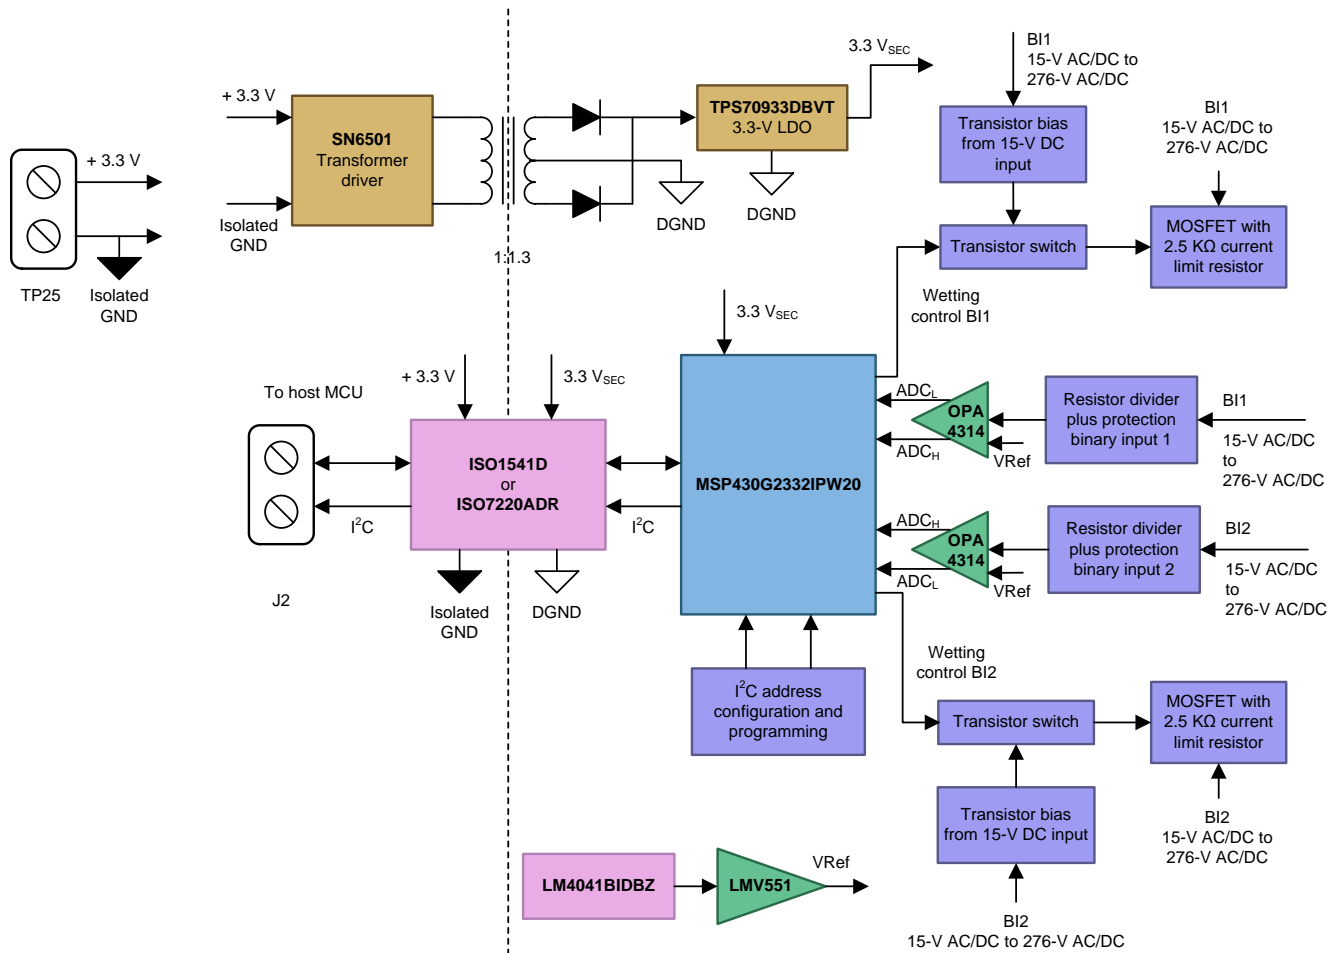 + 3.3 V
TP25
Isolated
GND
+ 3.3 V
Isolated
GND
SN6501
Transformer
driver
1:1.3
DGND
TPS70933DBVT
3.3-V LDO
DGND
3.3 VSEC
BI1
15-V AC/DC to
276-V AC/DC
Transistor bias
from 15-V DC
input
BI1
15-V AC/DC to
276-V AC/DC
Transistor switch
MOSFET with
2.5 KΩ current
limit resistor
Wetting
control BI1
3.3 VSEC
To host MCU
J2
I2C
+ 3.3 V
3.3 VSEC
ISO1541D
or
ISO7220ADR
Isolated
GND
DGND
I2C
MSP430G2332IPW20
ADCL
ADCH
OPA
4314
VRef
Resistor divider
plus protection
binary input 1
BI1
15-V AC/DC
to
276-V AC/DC
ADCH
ADCL
OPA
4314
VRef
Resistor divider
plus protection
binary input 2
BI2
15-V AC/DC
to
276-V AC/DC
I2C address
configuration and
programming
Wetting
control BI2
Transistor switch
MOSFET with
2.5 KΩ current
limit resistor
BI2
15-V AC/DC to
276-V AC/DC
Transistor bias
from 15-V DC input
BI2
15-V AC/DC to 276-V AC/DC
LM4041BIDBZ
LMV551
VRef